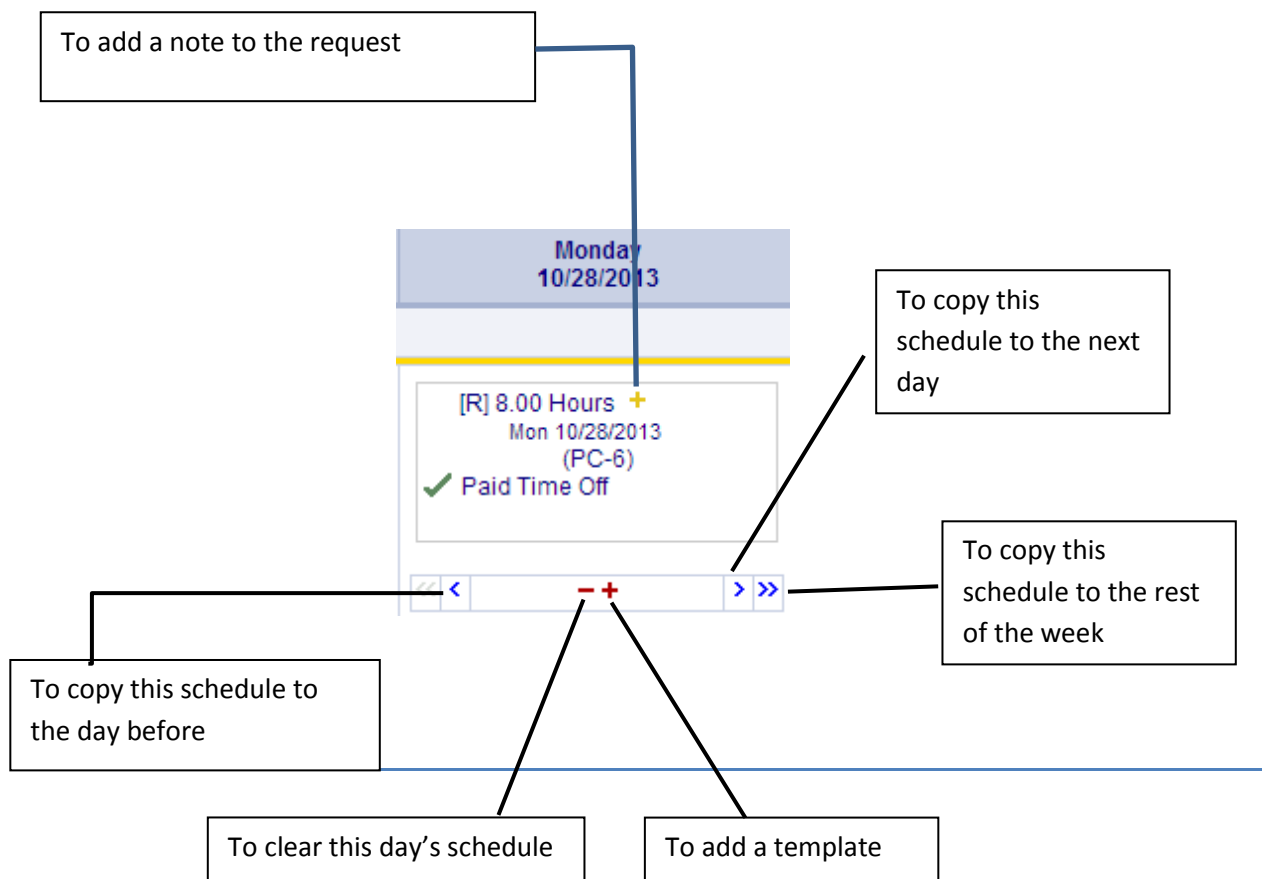 To add a note to the request
Monday
10/28/2013
To copy this
schedule to the next
day
[R] 8.00 Hours +
Mon 10/28/2013
(PC-6)
✓ Paid Time Off
To copy this
schedule to the rest
of the week
<< < - + > >>
To copy this schedule to
the day before
To clear this day’s schedule
To add a template